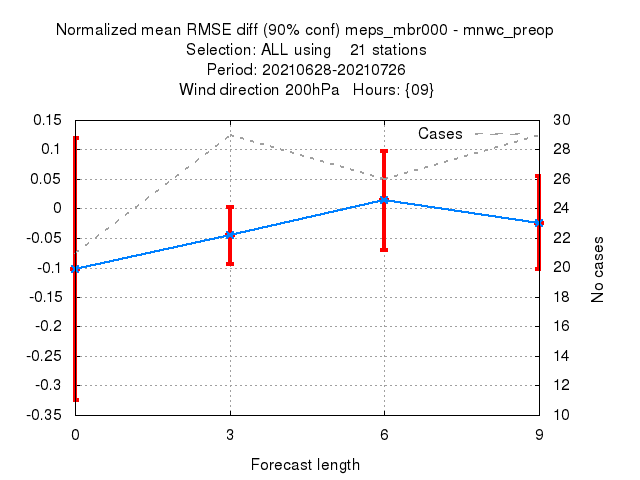 Normalized mean RMSE diff (90% conf) meps_mbr000 - mnwc_preop
Selection: ALL using 21 stations
Period: 20210628-20210726
Wind direction 200hPa Hours: {09}
0.15
0.1
0.05
0
-0.05
-0.1
-0.15
-0.2
-0.25
-0.3
-0.35
Cases
30
28
26
24
22
20
18
16
14
12
10
No cases
0 3 6 9
Forecast length